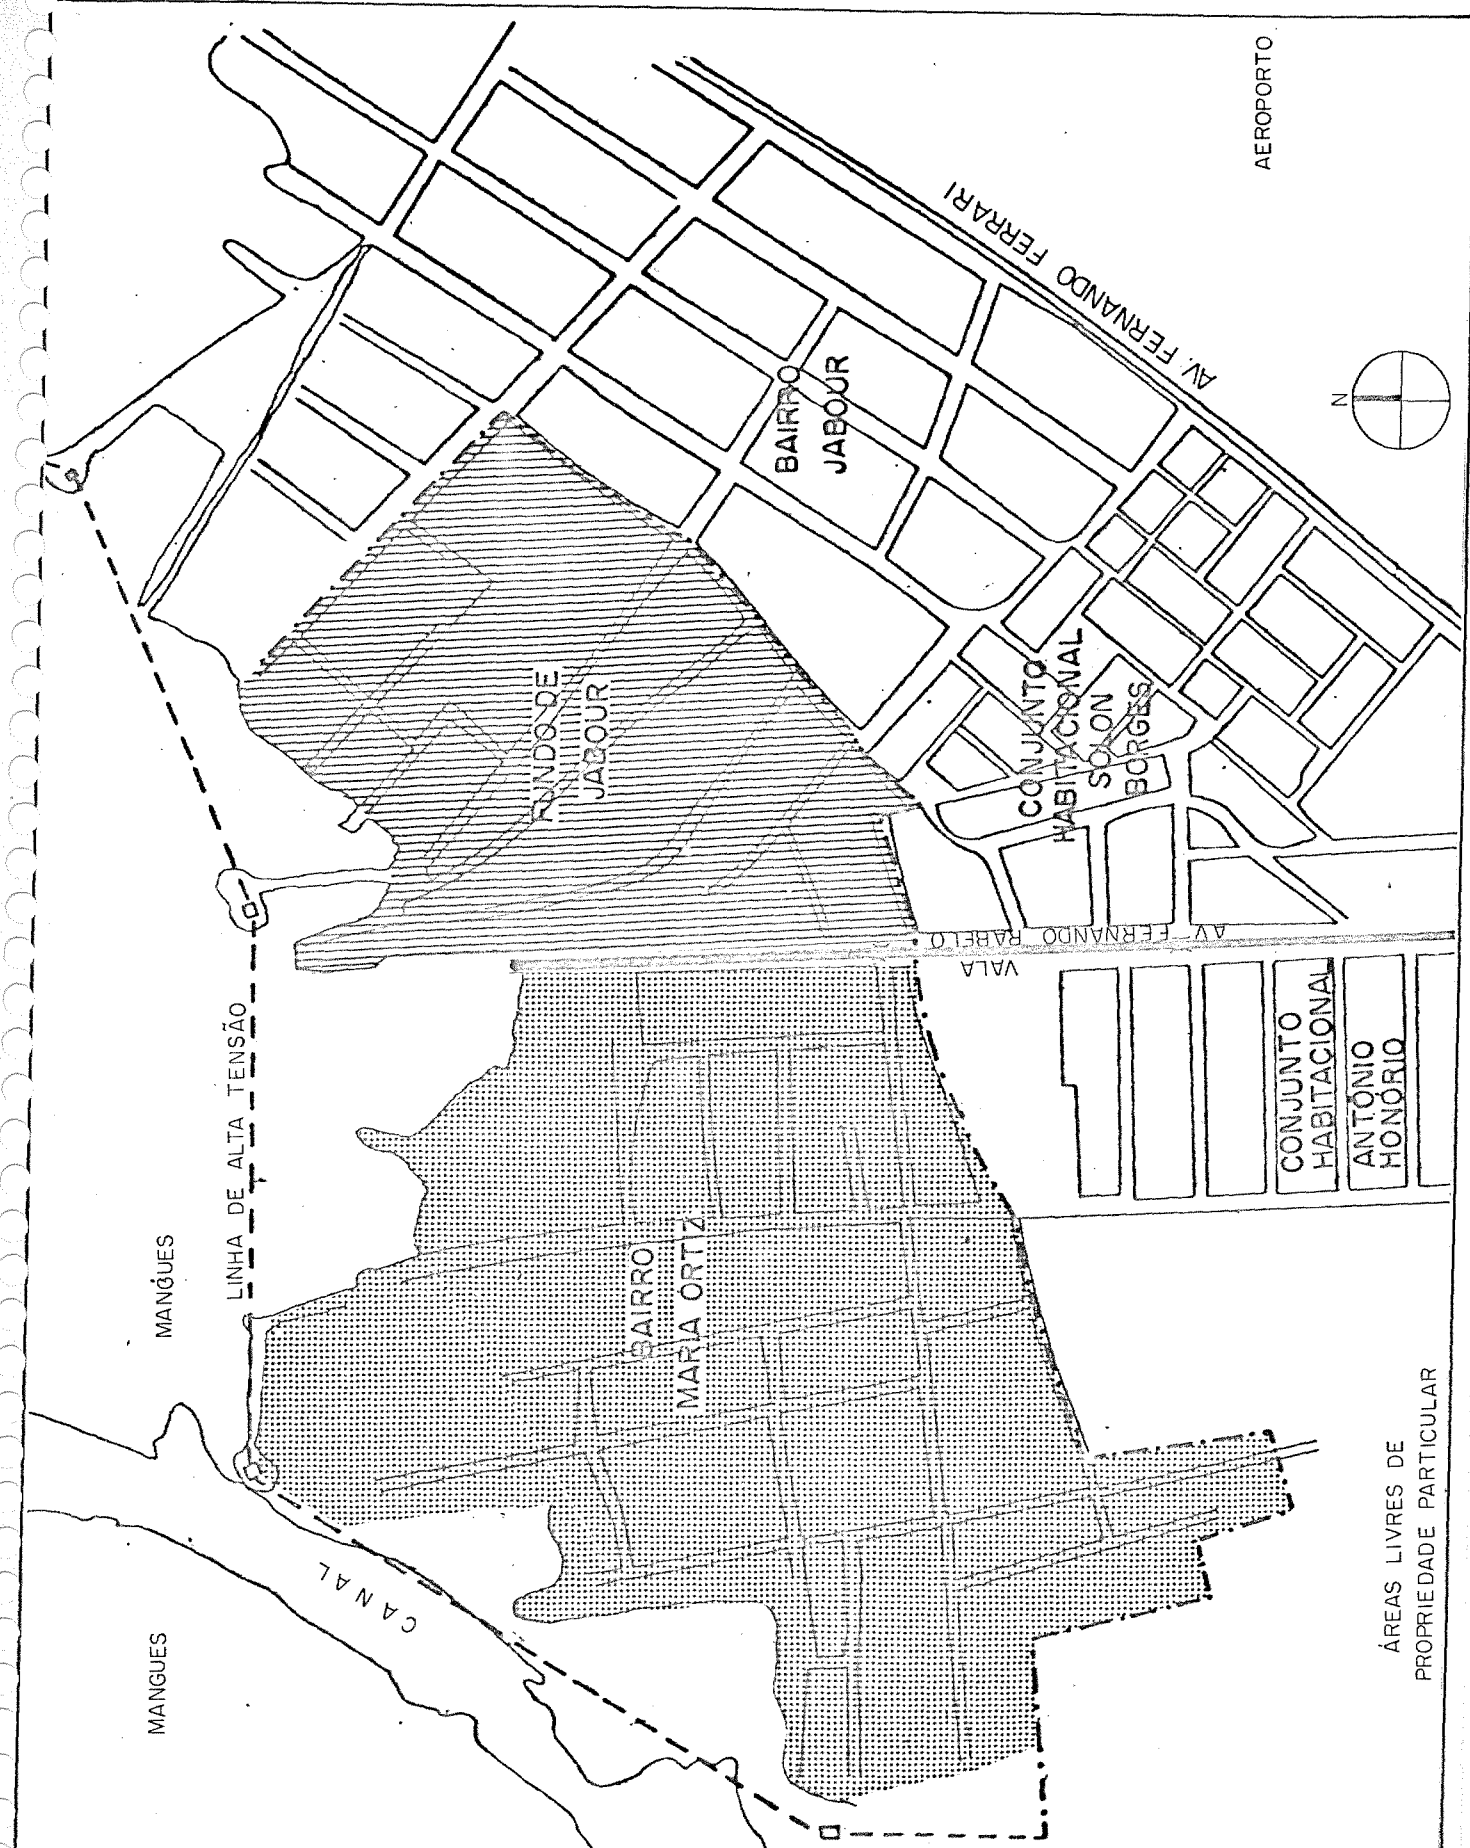 AEROPORTO
AV. FERNANDO FERRARI
N
BAIRRO
JABOUR
FUNDO DE
JABOUR
CONJUNTO
HABITACIONAL
SOLON
BORGES
AV. FERNANDO RABELO
VALA
LINHA DE ALTA TENSÃO
MANGUES
CONJUNTO
HABITACIONAL
ANTÔNIO
HONÓRIO
BAIRRO
MARIA ORTIZ
CANAL
MANGUES
ÁREAS LIVRES DE
PROPRIEDADE PARTICULAR